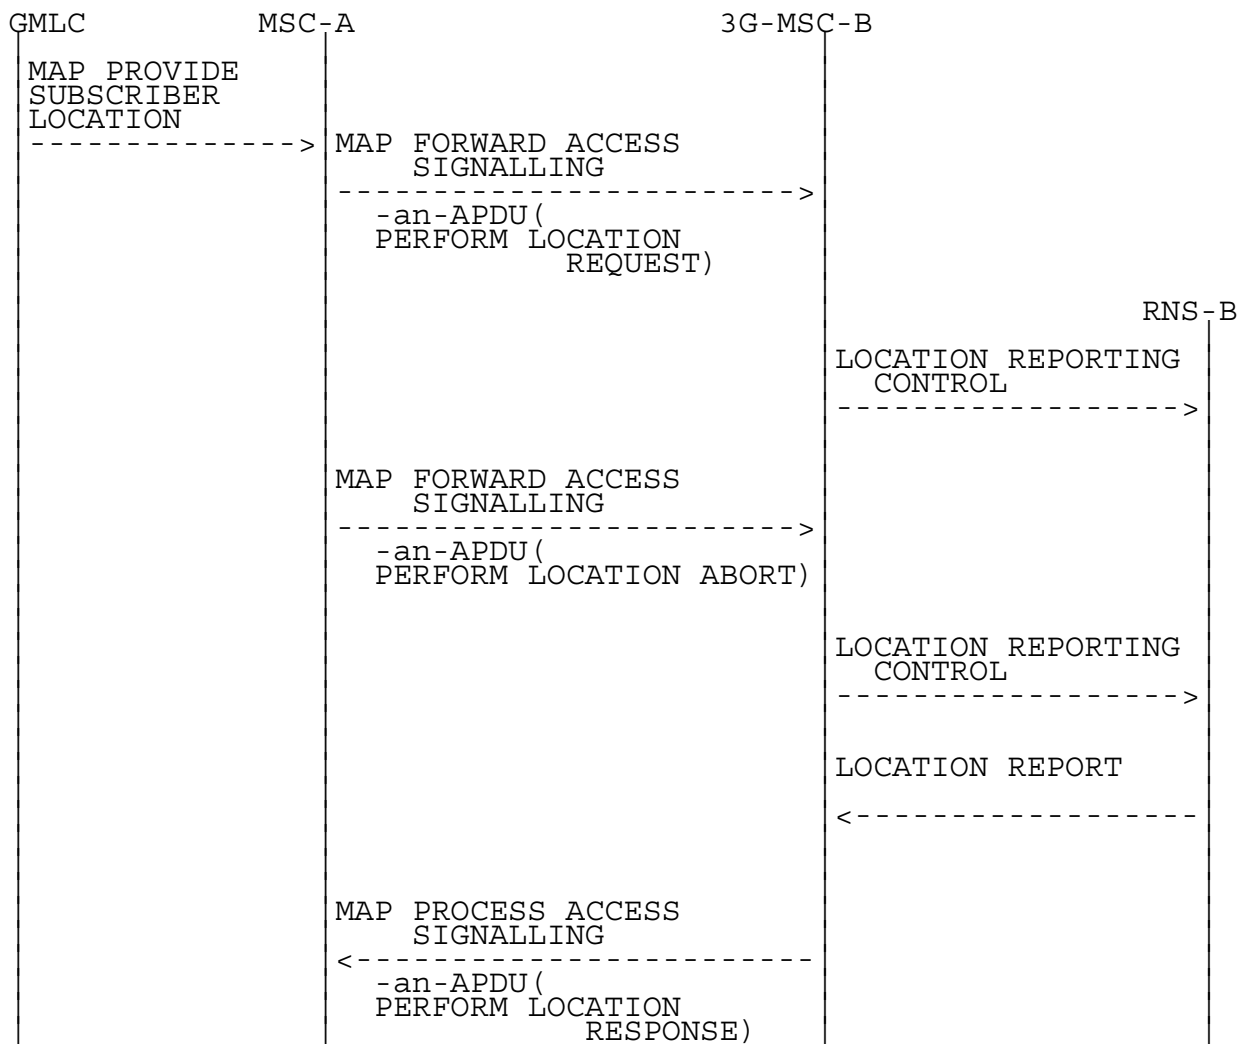 GMLC MSC-A 3G-MSC-B
MAP PROVIDE
SUBSCRIBER
LOCATION
--------------> MAP FORWARD ACCESS
SIGNALLING
------------------------>
-an-APDU(
PERFORM LOCATION
REQUEST)
RNS-B
LOCATION REPORTING
CONTROL
------------------>
MAP FORWARD ACCESS
SIGNALLING
------------------------>
-an-APDU(
PERFORM LOCATION ABORT)
LOCATION REPORTING
CONTROL
------------------>
LOCATION REPORT
<------------------
MAP PROCESS ACCESS
SIGNALLING
<------------------------
-an-APDU(
PERFORM LOCATION
RESPONSE)